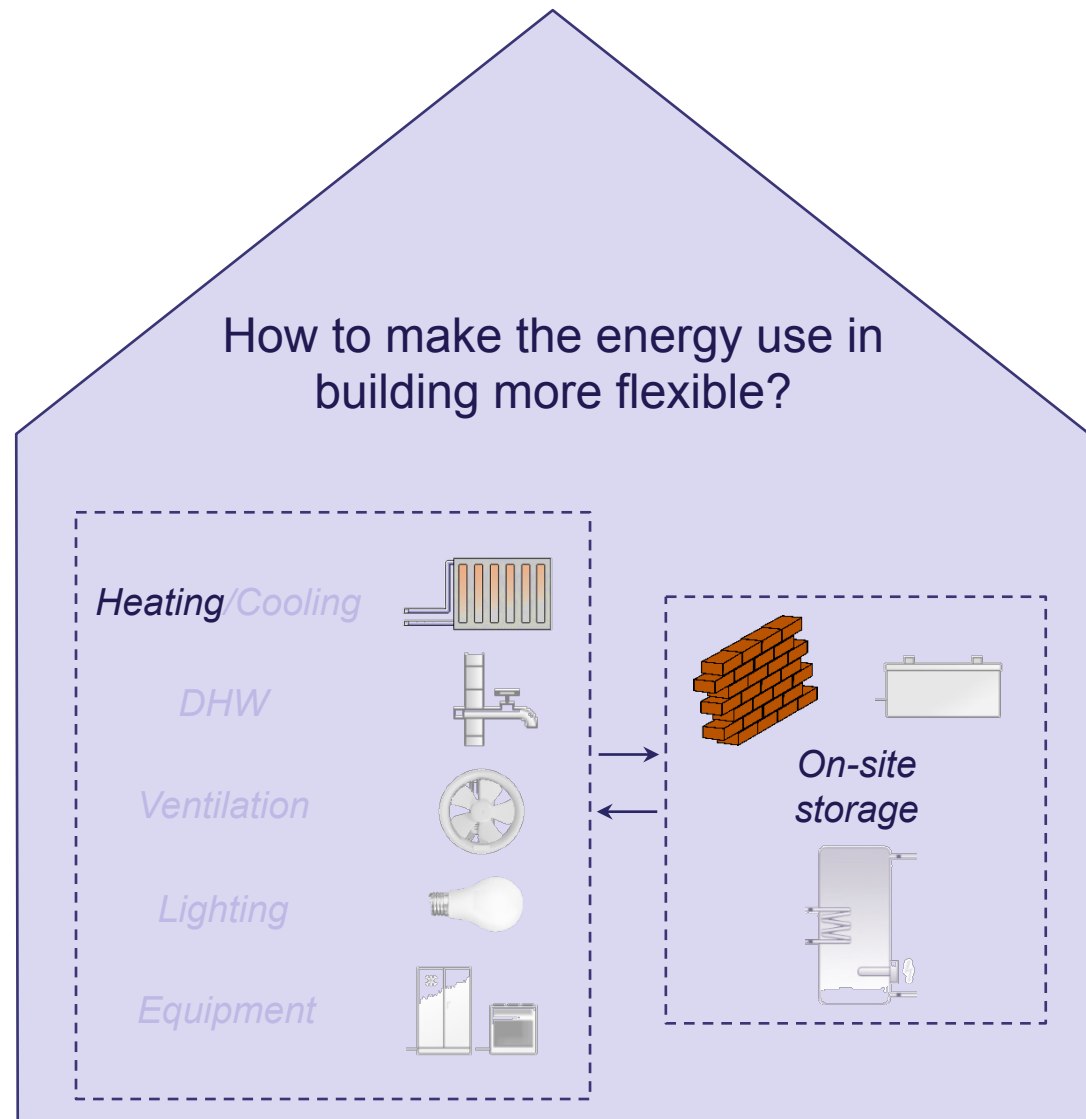 How to make the energy use in
building more flexible?
Heating/Cooling
DHW
Ventilation
Lighting
Equipment
On-site
storage